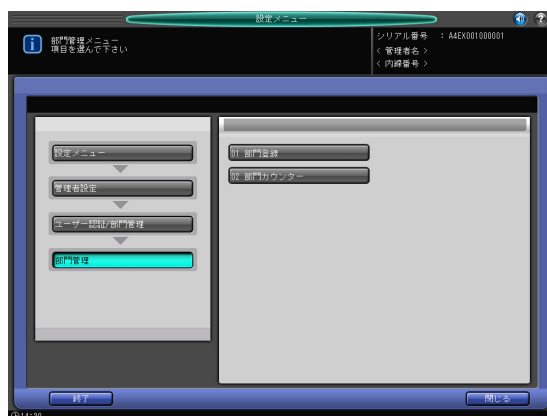 設定メニュー
部門管理メニュー
項目を選んで下さい
シリアル番号 : A4EX001000001
< 管理者名 >
< 内線番号 >
設定メニュー
管理者設定
ユーザー認証/部門管理
部門管理
01 部門登録
02 部門カウンター
終了
閉じる
14:20